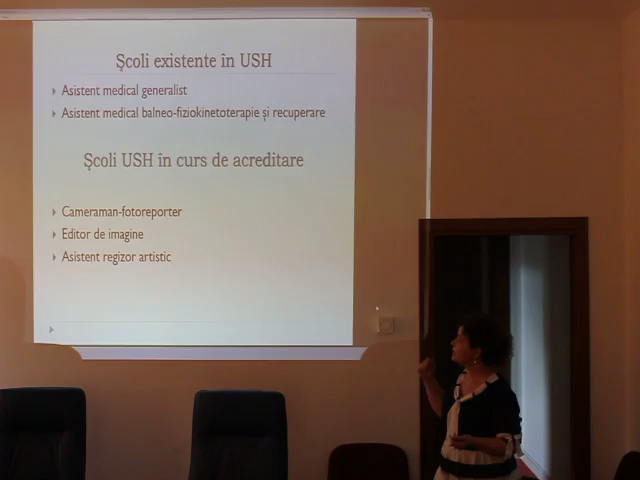 Şcoli existente în USH
Asistent medical generalist
Asistent medical balneo-fiziokinetoterapie și recuperare
Şcoli USH în curs de acreditare
Cameraman-fotoreporter
Editor de imagine
Asistent regizor artistic